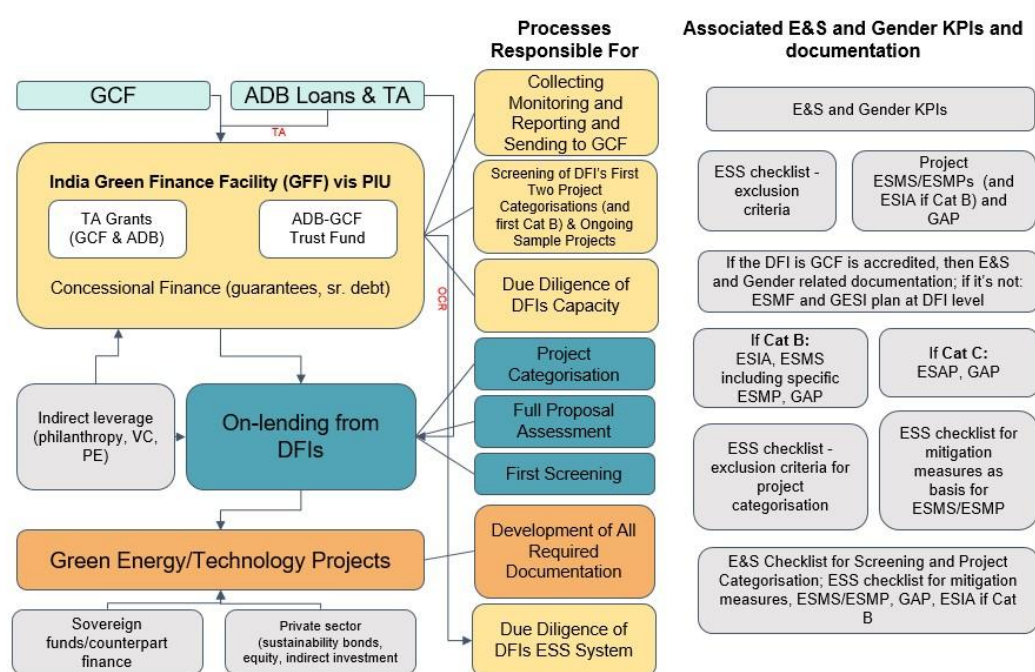 Processes
Responsible For
Associated E&S and Gender KPIs and
documentation
GCF
ADB Loans & TA
TA
India Green Finance Facility (GFF) vis PIU
TA Grants
(GCF & ADB)
ADB-GCF
Trust Fund
Concessional Finance (guarantees, sr. debt)
OCR
Indirect leverage
(philanthropy, VC,
PE)
On-lending from
DFIs
Green Energy/Technology Projects
Sovereign
funds/counterpart
finance
Private sector
(sustainability bonds,
equity, indirect investment
Collecting
Monitoring and
Reporting and
Sending to GCF
Screening of DFI's First
Two Project
Categorisations (and
first Cat B) & Ongoing
Sample Projects
Due Diligence of
DFIs Capacity
Project
Categorisation
Full Proposal
Assessment
First Screening
Development of All
Required
Documentation
Due Diligence of
DFIs ESS System
E&S and Gender KPIs
ESS checklist -
exclusion
criteria
Project
ESMS/ESMPs (and
ESIA if Cat B) and
GAP
If the DFI is GCF is accredited, then E&S
and Gender related documentation; if it's not:
ESMF and GESI plan at DFI level
If Cat B:
ESIA, ESMS
including specific
ESMP, GAP
If Cat C:
ESAP, GAP
ESS checklist -
exclusion criteria for
project
categorisation
ESS checklist for
mitigation
measures as
basis for
ESMS/ESMP
E&S Checklist for Screening and Project
Categorisation; ESS checklist for mitigation
measures, ESMS/ESMP, GAP, ESIA if Cat
B